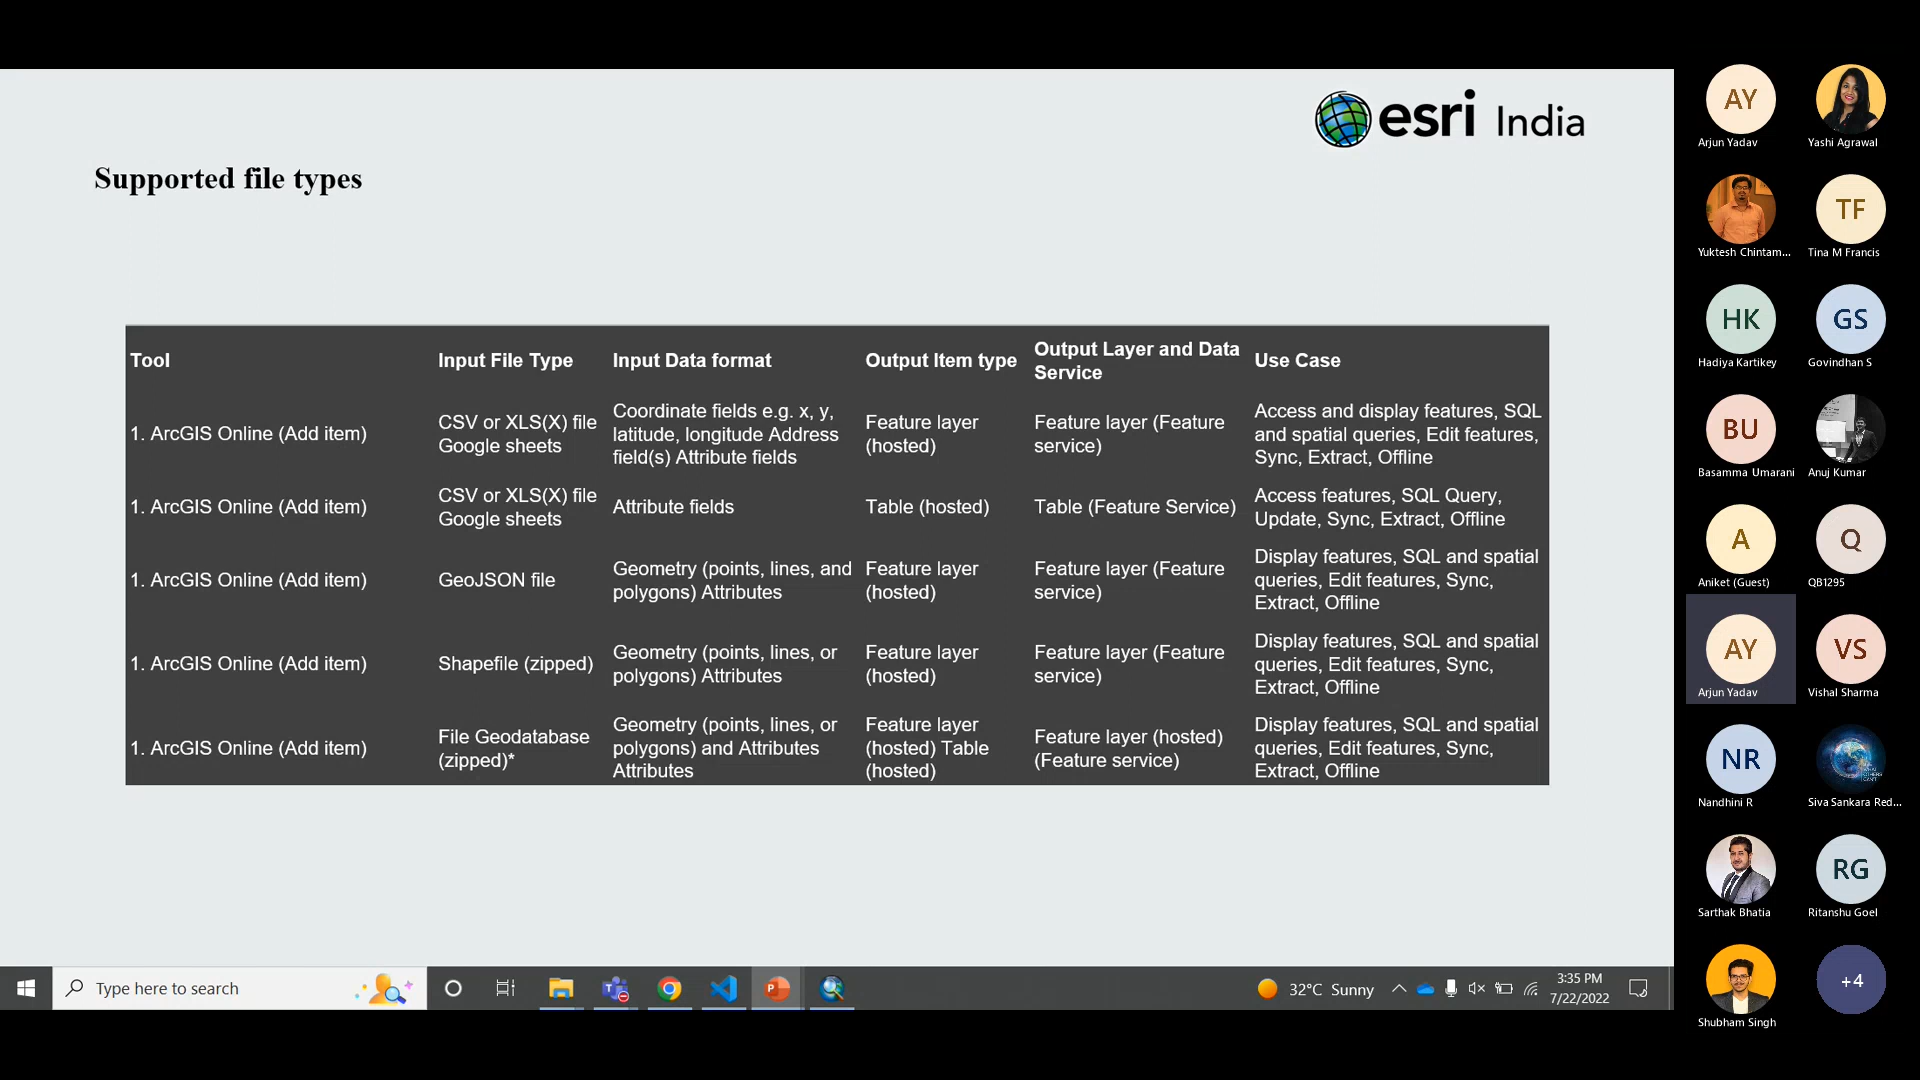 esri India
Supported file types
Tool
Input File Type
Input Data format
Output Item type
Output Layer and Data
Service
Use Case
1. ArcGIS Online (Add item)
CSV or XLS(X) file
Google sheets
Coordinate fields e.g. x, y,
latitude, longitude Address
field(s) Attribute fields
Feature layer
(hosted)
Feature layer (Feature
service)
Access and display features, SQL
and spatial queries, Edit features,
Sync, Extract, Offline
1. ArcGIS Online (Add item)
CSV or XLS(X) file
Google sheets
Attribute fields
Table (hosted)
Table (Feature Service)
Access features, SQL Query,
Update, Sync, Extract, Offline
1. ArcGIS Online (Add item)
GeoJSON file
Geometry (points, lines, and
polygons) Attributes
Feature layer
(hosted)
Feature layer (Feature
service)
Display features, SQL and spatial
queries, Edit features, Sync,
Extract, Offline
1. ArcGIS Online (Add item)
Shapefile (zipped)
Geometry (points, lines, or
polygons) Attributes
Feature layer
(hosted)
Feature layer (Feature
service)
Display features, SQL and spatial
queries, Edit features, Sync,
Extract, Offline
1. ArcGIS Online (Add item)
File Geodatabase
(zipped)*
Geometry (points, lines, or
polygons) and Attributes
Attributes
Feature layer
(hosted) Table
(hosted)
Feature layer (hosted)
(Feature service)
Display features, SQL and spatial
queries, Edit features, Sync,
Extract, Offline
Type here to search
32°C Sunny
3:35 PM
7/22/2022
AY
Arjun Yadav
Yashi Agrawal
Yuktesh Chintam...
TF
Tina M Francis
HK
Hadiya Kartikey
GS
Govindhan S
BU
Basamma Umarani
Anuj Kumar
A
Aniket (Guest)
Q
QB1295
AY
Arjun Yadav
VS
Vishal Sharma
NR
Nandhini R
Siva Sankara Red...
Sarthak Bhatia
RG
Ritanshu Goel
Shubham Singh
+4